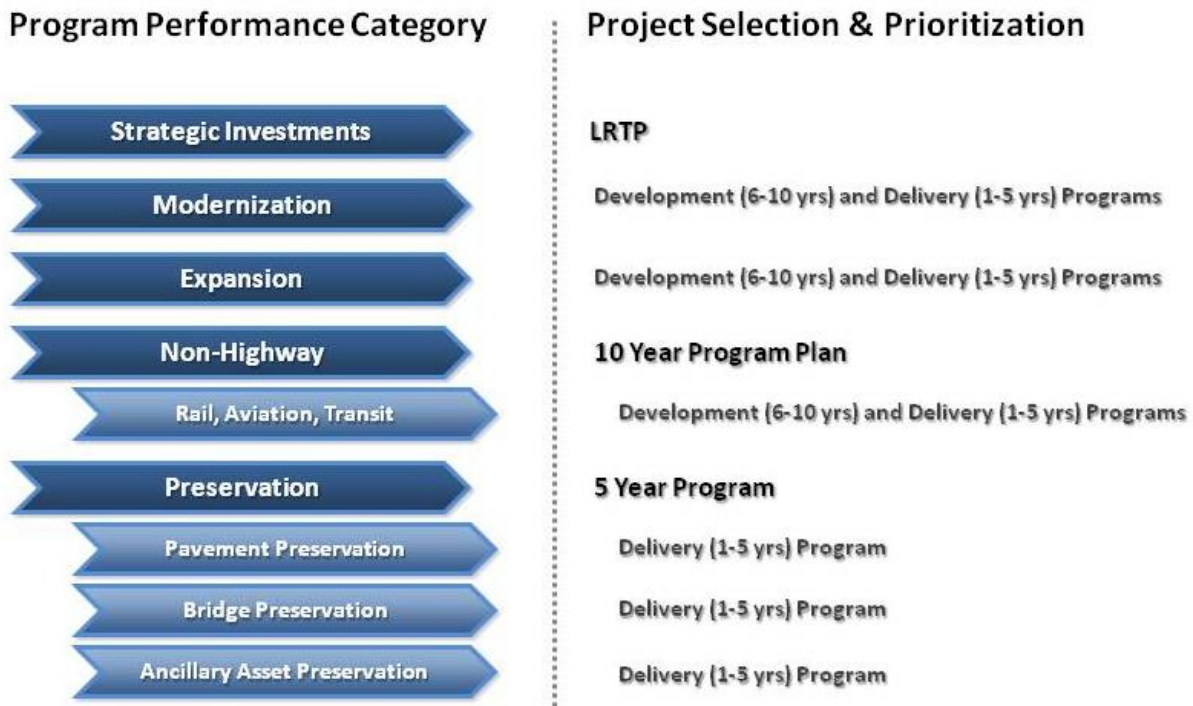 Program Performance Category
Project Selection & Prioritization
Strategic Investments
LRTP
Modernization
Development (6-10 yrs) and Delivery (1-5 yrs) Programs
Expansion
Development (6-10 yrs) and Delivery (1-5 yrs) Programs
Non-Highway
10 Year Program Plan
Rail, Aviation, Transit
Development (6-10 yrs) and Delivery (1-5 yrs) Programs
Preservation
5 Year Program
Pavement Preservation
Delivery (1-5 yrs) Program
Bridge Preservation
Delivery (1-5 yrs) Program
Ancillary Asset Preservation
Delivery (1-5 yrs) Program